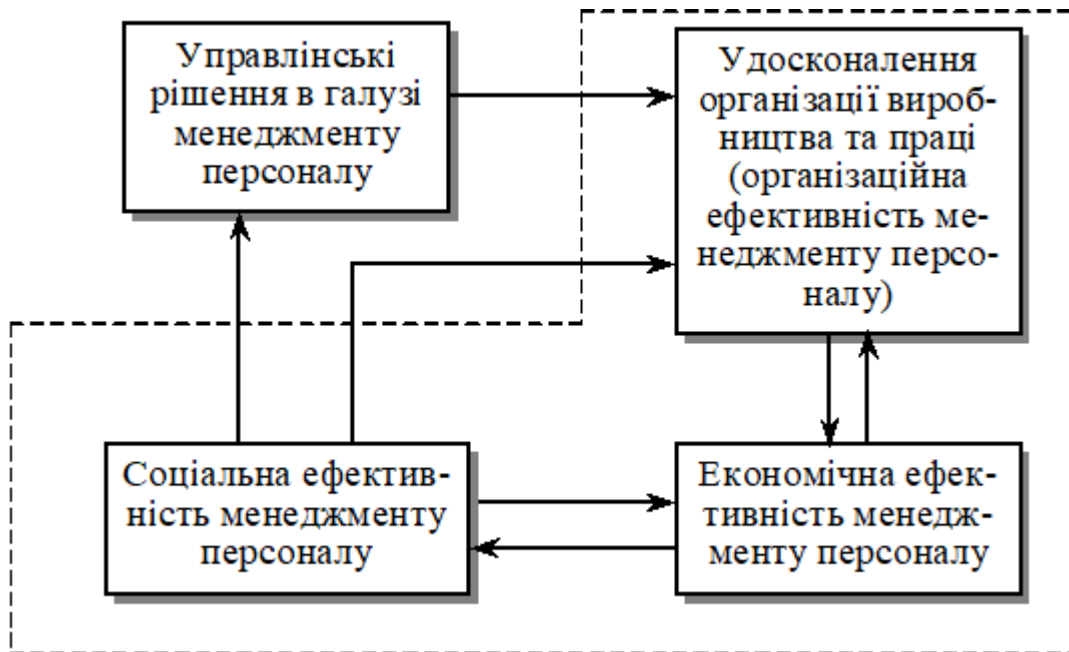 Управлінські
рішення в галузі
менеджменту
персоналу
Удосконалення
організації вироб-
ництва та праці
(організаційна
ефективність ме-
неджменту персо-
налу)
Соціальна ефектив-
ність менеджменту
персоналу
Економічна ефек-
тивність менедж-
менту персоналу